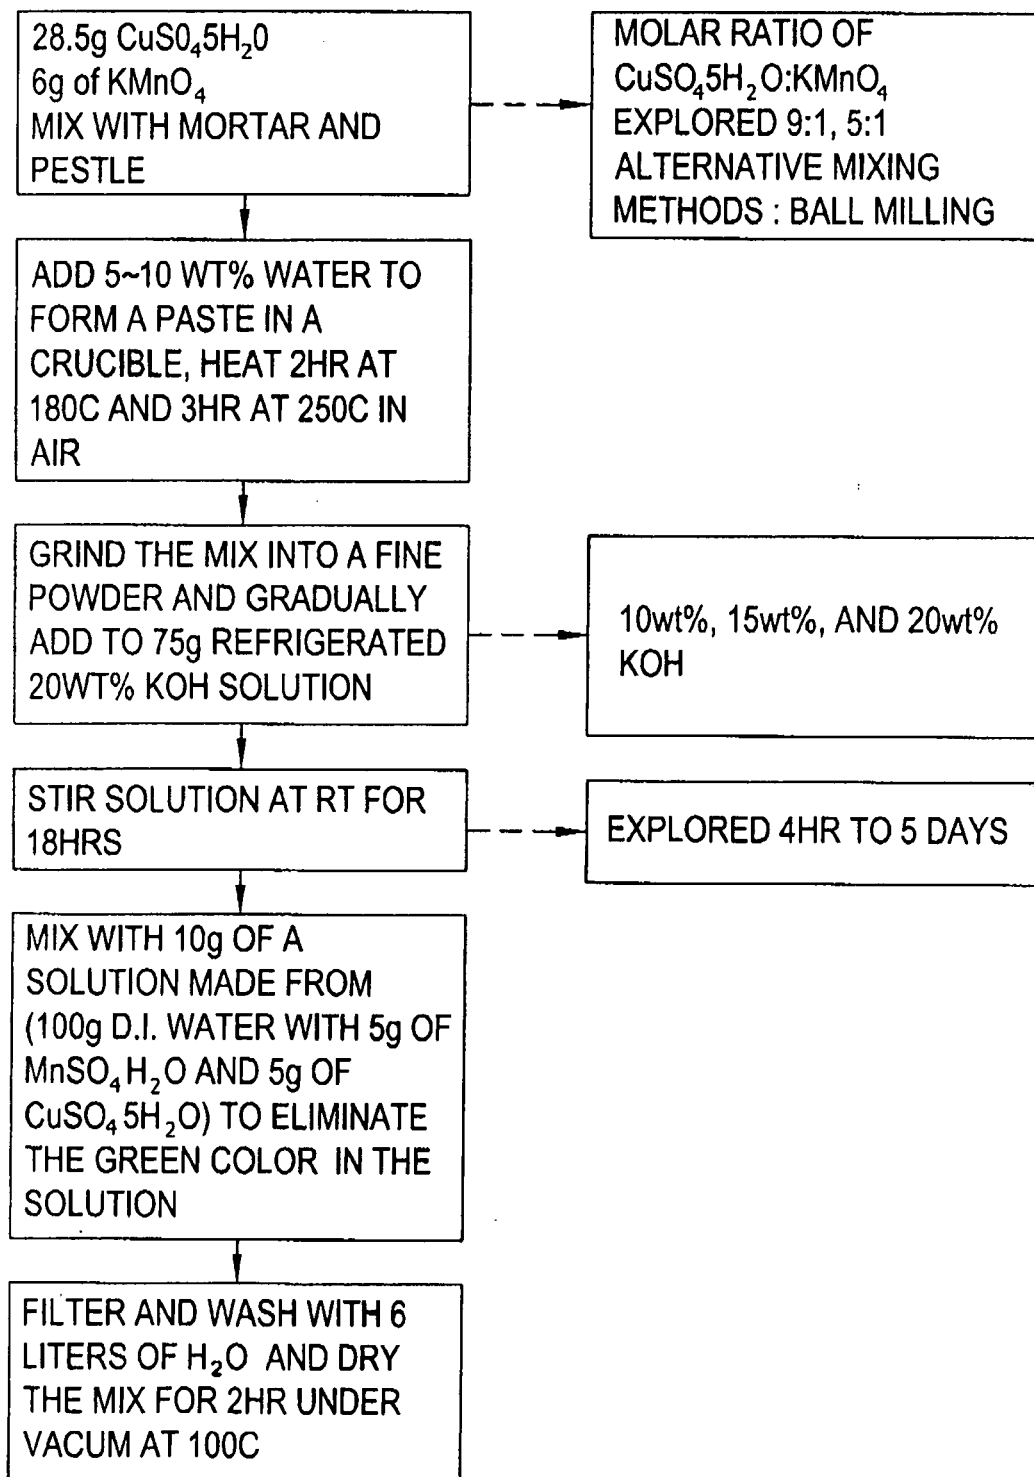 28.5g CuSO₄5H₂0
6g of KMnO₄
MIX WITH MORTAR AND
PESTLE
MOLAR RATIO OF
CuSO₄5H₂O:KMnO₄
EXPLORED 9:1, 5:1
ALTERNATIVE MIXING
METHODS : BALL MILLING
ADD 5~10 WT% WATER TO
FORM A PASTE IN A
CRUCIBLE, HEAT 2HR AT
180C AND 3HR AT 250C IN
AIR
GRIND THE MIX INTO A FINE
POWDER AND GRADUALLY
ADD TO 75g REFRIGERATED
20WT% KOH SOLUTION
10wt%, 15wt%, AND 20wt%
KOH
STIR SOLUTION AT RT FOR
18HRS
EXPLORED 4HR TO 5 DAYS
MIX WITH 10g OF A
SOLUTION MADE FROM
(100g D.I. WATER WITH 5g OF
MnSO₄ H₂O AND 5g OF
CuSO₄ 5H₂O) TO ELIMINATE
THE GREEN COLOR IN THE
SOLUTION
FILTER AND WASH WITH 6
LITERS OF H₂O AND DRY
THE MIX FOR 2HR UNDER
VACUM AT 100C